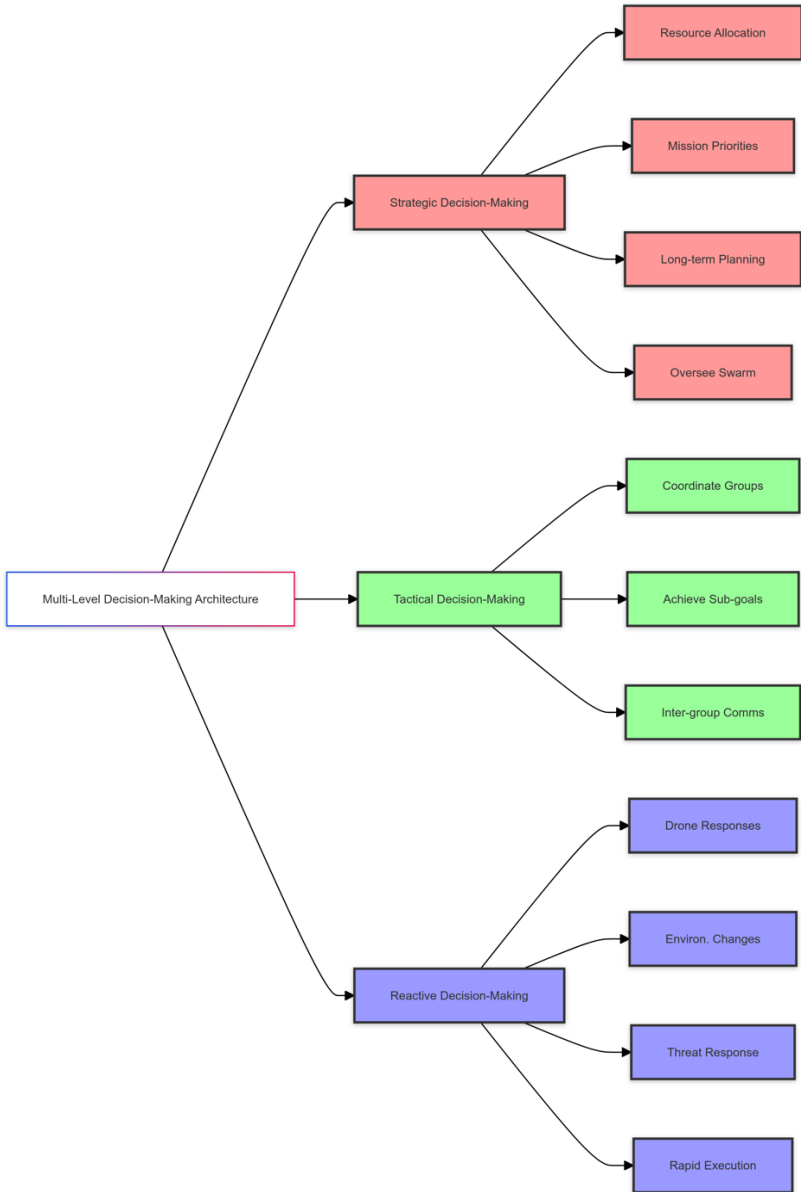 Resource Allocation
Mission Priorities
Strategic Decision-Making
Long-term Planning
Oversee Swarm
Coordinate Groups
Multi-Level Decision-Making Architecture
Tactical Decision-Making
Achieve Sub-goals
Inter-group Comms
Drone Responses
Environ. Changes
Reactive Decision-Making
Threat Response
Rapid Execution